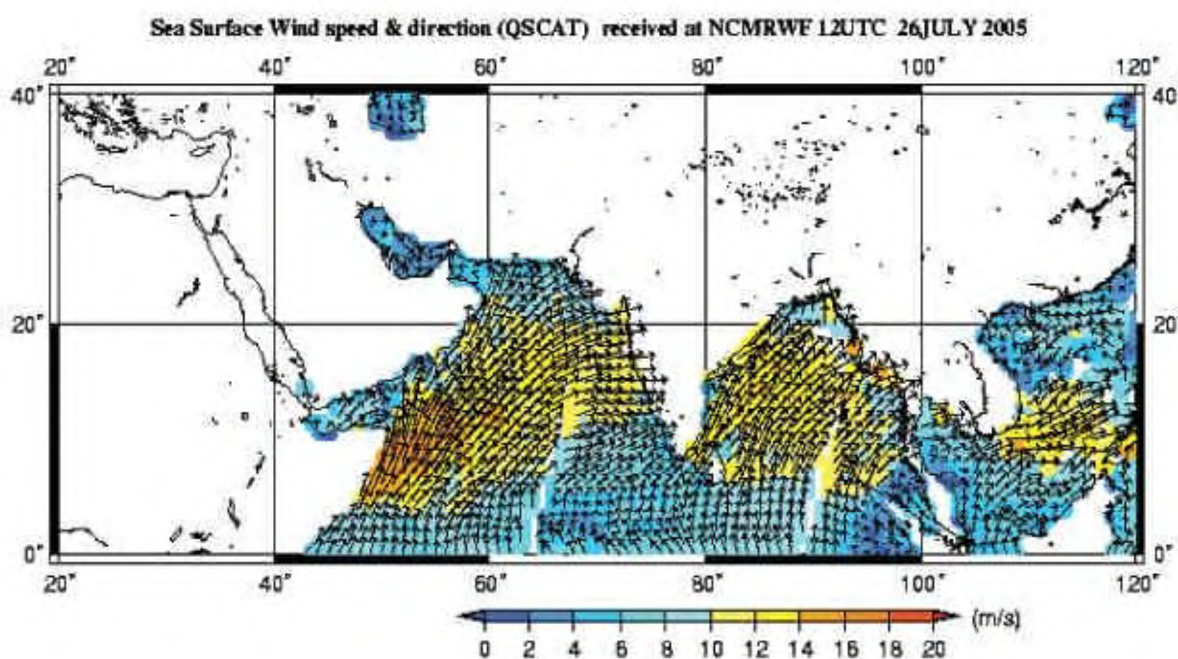 Sea Surface Wind speed & direction (QSCAT) received at NCMRWF 12UTC 26JULY 2005
20° 40° 60° 80° 100° 120°
40° 40°
20° 20°
0° 0°
20° 40° 60° 80° 100° 120°
(m/s)
0 2 4 6 8 10 12 14 16 18 20